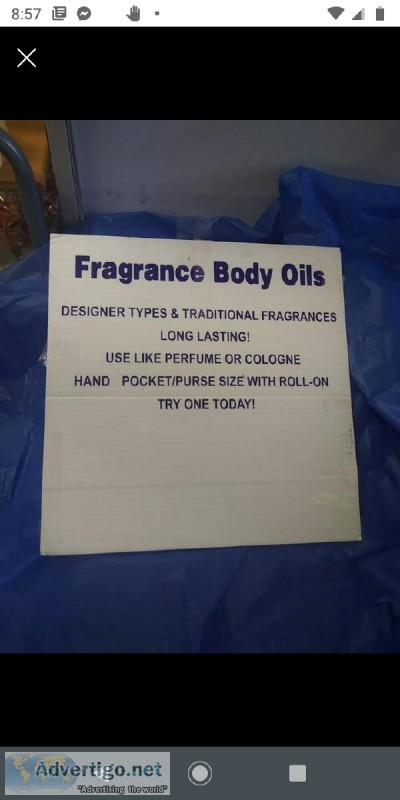 8:57
Fragrance Body Oils
DESIGNER TYPES & TRADITIONAL FRAGRANCES
LONG LASTING!
USE LIKE PERFUME OR COLOGNE
HAND POCKET/PURSE SIZE WITH ROLL-ON
TRY ONE TODAY!
Advertigo.net
"Advertising the world"